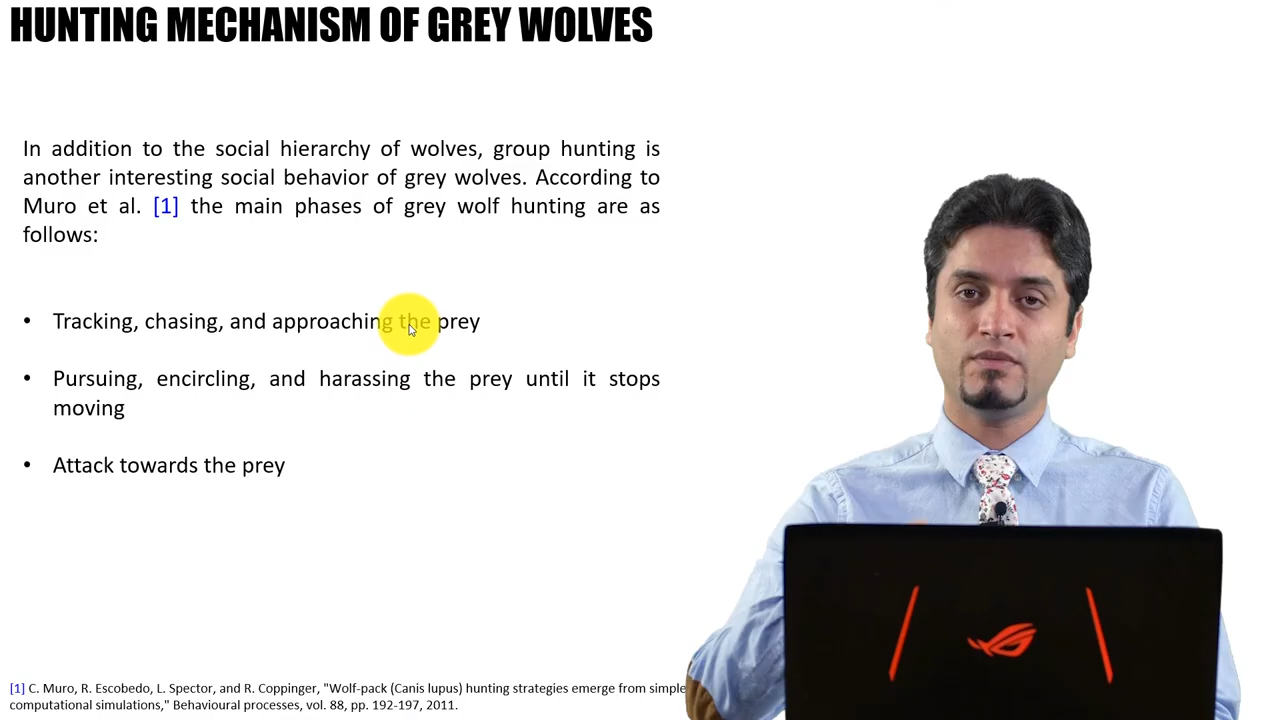 HUNTING MECHANISM OF GREY WOLVES
In addition to the social hierarchy of wolves, group hunting is
another interesting social behavior of grey wolves. According to
Muro et al. [1] the main phases of grey wolf hunting are as
follows:
• Tracking, chasing, and approaching the prey
• Pursuing, encircling, and harassing the prey until it stops
moving
• Attack towards the prey
[1] C. Muro, R. Escobedo, L. Spector, and R. Coppinger, "Wolf-pack (Canis lupus) hunting strategies emerge from simple
computational simulations," Behavioural processes, vol. 88, pp. 192-197, 2011.